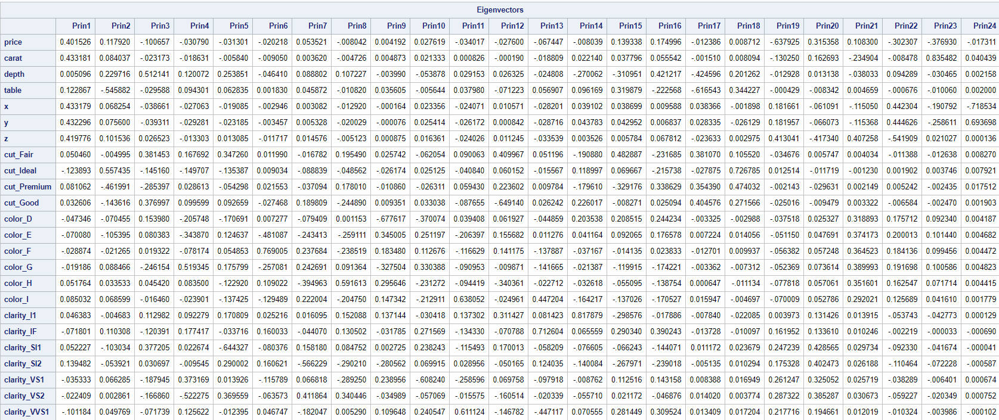 Eigenvectors
Prin1 Prin2 Prin3 Prin4 Prin5 Prin6 Prin7 Prin8 Prin9 Prin10 Prin11 Prin12 Prin13 Prin14 Prin15 Prin16 Prin17 Prin18 Prin19 Prin20 Prin21 Prin22 Prin23 Prin24
price 0.401526 0.117920 -.100657 -.030790 -.031301 -.020218 0.053521 -.008042 0.004192 0.027619 -.034017 -.027600 -.067447 -.008039 0.139338 0.174996 -.012386 0.008712 -.637925 0.315358 0.108300 -.302307 -.376930 -.017311
carat 0.433181 0.084037 -.023173 -.018631 -.005840 -.009050 0.003620 -.004726 0.004873 0.021333 0.000826 -.000190 -.018809 0.022140 0.037796 0.055542 -.001510 0.008094 -.130250 0.162693 -.234904 -.008478 0.835482 0.040439
depth 0.005096 0.229716 0.512141 0.120072 0.253851 -.046410 0.088802 0.107227 -.003990 -.053878 0.029153 0.026325 -.024808 -.270062 -.310951 0.421217 -.424596 0.201262 -.012928 0.013138 -.038033 0.094289 -.030465 0.002158
table 0.122867 -.545882 -.029588 0.094301 0.062835 0.001830 0.045872 -.010820 0.035605 -.005644 0.037980 -.071223 0.056907 0.096169 0.319879 -.222568 -.616543 0.344227 -.000429 -.008342 0.004659 -.000676 -.010060 0.002000
x 0.433179 0.068254 -.038661 -.027063 -.019085 -.002946 0.003082 -.012920 -.000164 0.023356 -.024071 0.010571 -.028201 0.039102 0.038699 0.009588 0.038366 -.001898 0.181661 -.061091 -.115050 0.442304 -.190792 -.718534
y 0.432296 0.075600 -.039311 -.029281 -.023185 -.003457 0.005328 -.020029 -.000076 0.025414 -.026172 0.000842 -.028716 0.043783 0.042952 0.006837 0.028335 -.026129 0.181957 -.066073 -.115368 0.444626 -.258611 0.693698
z 0.419776 0.101536 0.026523 -.013303 0.013085 -.011717 0.014576 -.005123 0.000875 0.016361 -.024026 0.011245 -.033539 0.003526 0.005784 0.067812 -.023633 0.002975 0.413041 -.417340 0.407258 -.541909 0.021027 0.000136
cut_Fair 0.050460 -.004995 0.381453 0.167692 0.347260 0.011990 -.016782 0.195490 0.025742 -.062054 0.090063 0.409967 0.051196 -.190880 0.482887 -.231685 0.381070 0.105520 -.034676 0.005747 0.004034 -.011388 -.012638 0.008270
cut_Ideal -.123893 0.557435 -.145160 -.149707 -.135387 0.009034 -.088839 -.048562 -.026174 0.025125 -.040840 0.060152 -.015567 0.118997 0.069667 -.215738 -.027875 0.726785 0.012514 -.011719 -.001230 0.001902 0.003746 0.007921
cut_Premium 0.081062 -.461991 -.285397 0.028613 -.054298 0.021553 -.037094 0.178010 -.010860 -.026311 0.059430 0.223602 0.009784 -.179610 -.329176 0.338629 0.354390 0.474032 -.002143 -.029631 0.002149 0.005242 -.002435 0.017512
cut_Good 0.032606 -.143616 0.376997 0.099599 0.092659 -.027468 0.189809 -.244890 0.009351 0.033038 -.087655 -.649140 0.026242 0.226017 -.008271 0.025094 0.404576 0.271566 -.025016 -.009479 0.003322 -.006584 -.002470 0.001903
color_D -.047346 -.070455 0.153980 -.205748 -.170691 0.007277 -.079409 0.001153 -.677617 -.370074 0.039408 0.061927 -.044859 0.203538 0.208515 0.244234 -.003325 -.002988 -.037518 0.025327 0.318893 0.175712 0.092340 0.004187
color_E -.070080 -.105395 0.080383 -.343870 0.124637 -.481087 -.243413 -.259111 0.345005 0.251197 -.206397 0.155682 0.011276 0.041164 0.092065 0.176578 0.007224 0.014056 -.051150 0.047691 0.374173 0.200013 0.101440 0.004682
color_F -.028874 -.021265 0.019322 -.078174 0.054853 0.769005 0.237684 -.238519 0.183480 0.112676 -.116629 0.141175 -.137887 -.037167 -.014135 0.023833 -.012701 0.009937 -.056382 0.057248 0.364523 0.184136 0.099456 0.004472
color_G -.019186 0.088466 -.246154 0.519345 0.175799 -.257081 0.242691 0.091364 -.327504 0.330388 -.090953 -.009871 -.141665 -.021387 -.119915 -.174221 -.003362 -.007312 -.052369 0.073614 0.389993 0.191698 0.100586 0.004823
color_H 0.051764 0.033533 0.045420 0.083500 -.122920 0.109022 -.394963 0.591613 0.295646 -.231272 -.094419 -.340361 -.022712 -.032618 -.055095 -.138754 0.000647 -.011134 -.077818 0.057061 0.351601 0.162547 0.071714 0.004415
color_I 0.085032 0.068599 -.016460 -.023901 -.137425 -.129489 0.222004 -.204750 0.147342 -.212911 0.638052 -.024961 0.447204 -.164217 -.137026 -.170527 0.015947 -.004697 -.070009 0.052786 0.292021 0.125689 0.041610 0.001779
clarity_I1 0.046383 -.004683 0.112982 0.092279 0.170809 0.025216 0.016095 0.152088 0.137144 -.030418 0.137302 0.311427 0.081423 0.817879 -.298576 -.017886 -.007840 -.022085 0.003973 0.131426 0.013915 -.053743 -.042773 0.000129
clarity_IF -.071801 0.110308 -.120391 0.177417 -.033716 0.160033 -.044070 0.130502 -.031785 0.271569 -.134330 -.070788 0.712604 0.065559 0.290340 0.390243 -.013728 -.010097 0.161952 0.133610 0.010246 -.002219 -.000033 -.000690
clarity_SI1 0.052227 -.103034 0.377205 0.022674 -.644327 -.080376 0.158180 0.084752 0.002725 0.238243 -.115493 0.170013 -.058209 -.076605 -.066243 -.144071 0.011172 0.023679 0.247239 0.428565 0.029734 -.092330 -.041674 -.000041
clarity_SI2 0.139482 -.053921 0.030697 -.009545 0.290002 0.160621 -.566229 -.290210 -.280562 0.069915 0.028956 -.050165 0.124035 -.140084 -.267971 -.239018 -.005135 0.010294 0.175328 0.402473 0.026188 -.110464 -.072228 -.000587
clarity_VS1 -.035333 0.066285 -.187945 0.373169 0.013926 -.115789 0.066818 -.289250 0.238956 -.608240 -.258596 0.069758 -.097918 -.008762 0.112516 0.143158 0.008388 0.016949 0.261247 0.325052 0.025719 -.038289 -.006401 0.000674
clarity_VS2 -.022409 0.002861 -.166860 -.522275 0.369559 -.063573 0.411864 0.340446 -.034989 -.057069 -.015575 -.160514 -.020339 -.055710 0.021172 -.046876 0.014020 0.003774 0.287322 0.385287 0.030673 -.059227 -.020349 0.000752
clarity_VVS1 -.101184 0.049769 -.071739 0.125622 -.012395 0.046747 -.182047 0.005290 0.109648 0.240547 0.611124 -.146782 -.447117 0.070555 0.281449 0.309524 0.013409 0.017204 0.217716 0.194661 0.012019 -.010324 -.003986 -.000102